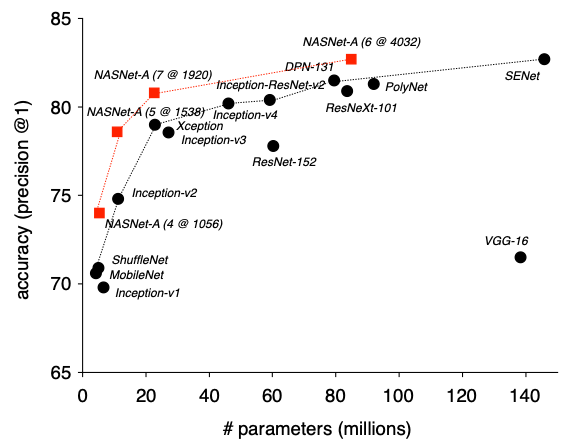 85
NASNet-A (6 @ 4032)
DPN-131
NASNet-A (7 @ 1920)
SENet
Inception-ResNet-v2
PolyNet
80
ResNeXt-101
NASNet-A (5 @ 1538)
Inception-v4
Xception
Inception-v3
ResNet-152
accuracy (precision @1)
75
Inception-v2
NASNet-A (4 @ 1056)
VGG-16
ShuffleNet
MobileNet
70
Inception-v1
65
0 20 40 60 80 100 120 140
# parameters (millions)